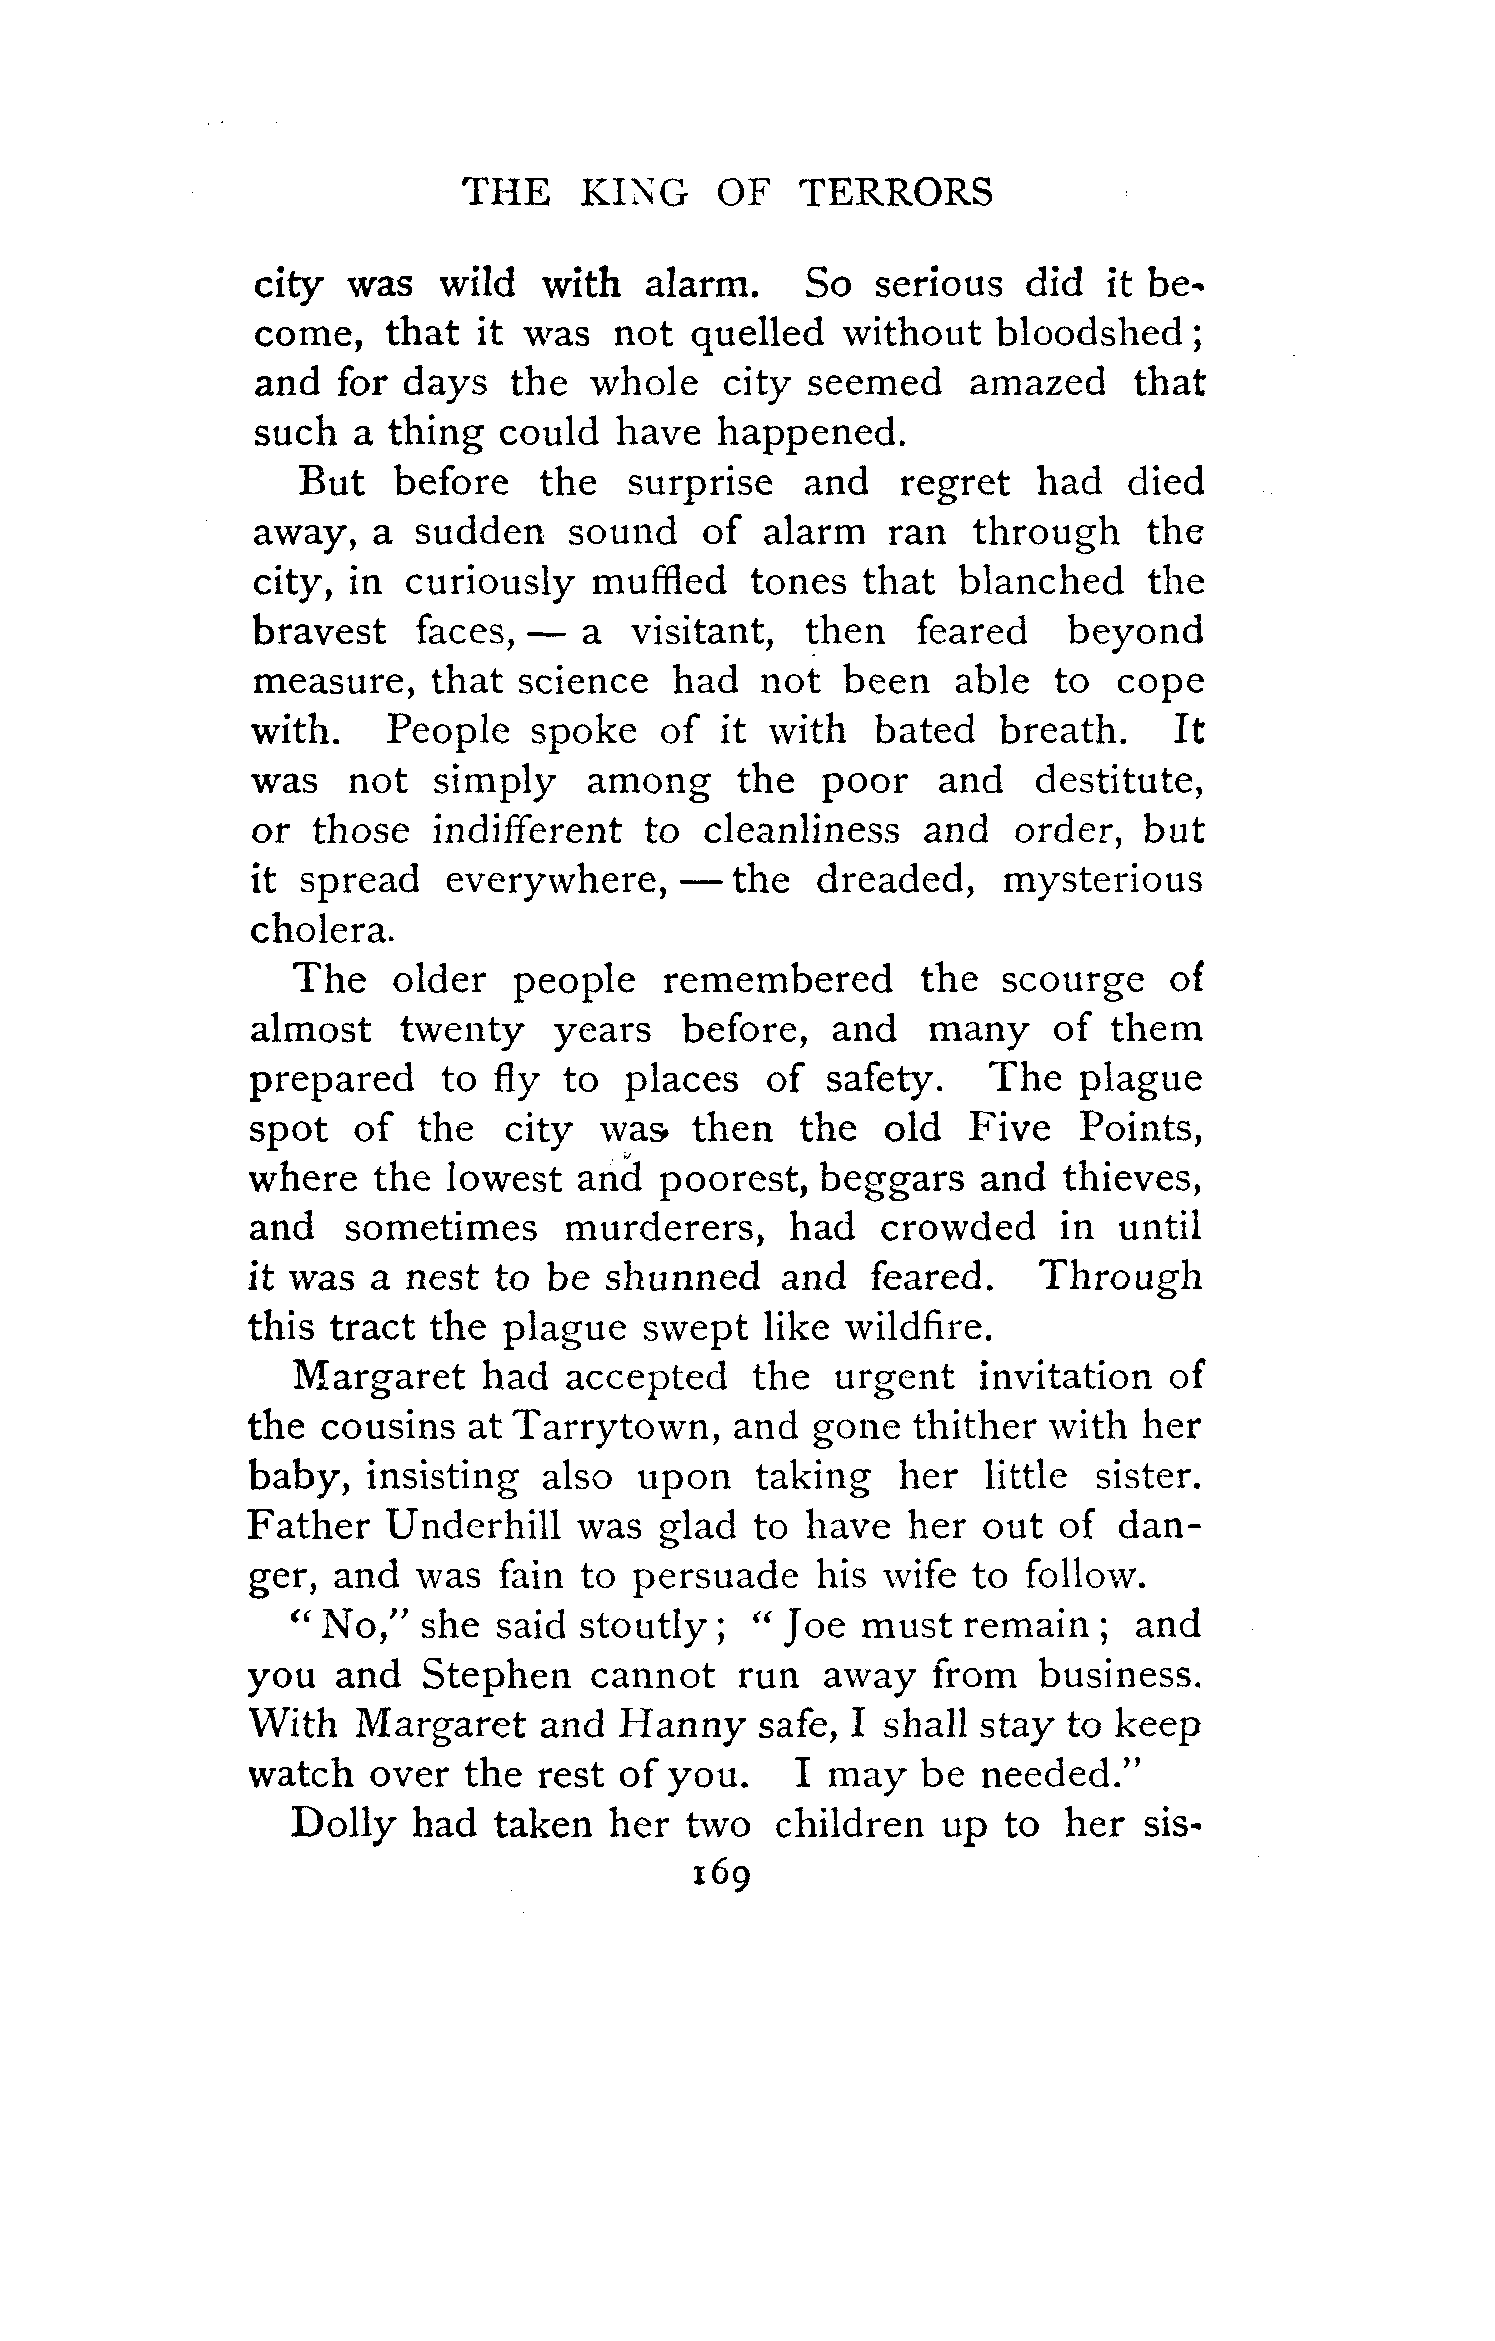 THE KING OF TERRORS
city was wild with alarm. So serious did it be-
come, that it was not quelled without bloodshed;
and for days the whole city seemed amazed that
such a thing could have happened.
But before the surprise and regret had died
away, a sudden sound of alarm ran through the
city, in curiously muffled tones that blanched the
bravest faces, — a visitant, then feared beyond
measure, that science had not been able to cope
with. People spoke of it with bated breath. It
was not simply among the poor and destitute,
or those indifferent to cleanliness and order, but
it spread everywhere, — the dreaded, mysterious
cholera.
The older people remembered the scourge of
almost twenty years before, and many of them
prepared to fly to places of safety. The plague
spot of the city was then the old Five Points,
where the lowest and poorest, beggars and thieves,
and sometimes murderers, had crowded in until
it was a nest to be shunned and feared. Through
this tract the plague swept like wildfire.
Margaret had accepted the urgent invitation of
the cousins at Tarrytown, and gone thither with her
baby, insisting also upon taking her little sister.
Father Underhill was glad to have her out of dan-
ger, and was fain to persuade his wife to follow.
"No," she said stoutly; "Joe must remain; and
you and Stephen cannot run away from business.
With Margaret and Hanny safe, I shall stay to keep
watch over the rest of you. I may be needed."
Dolly had taken her two children up to her sis-
169